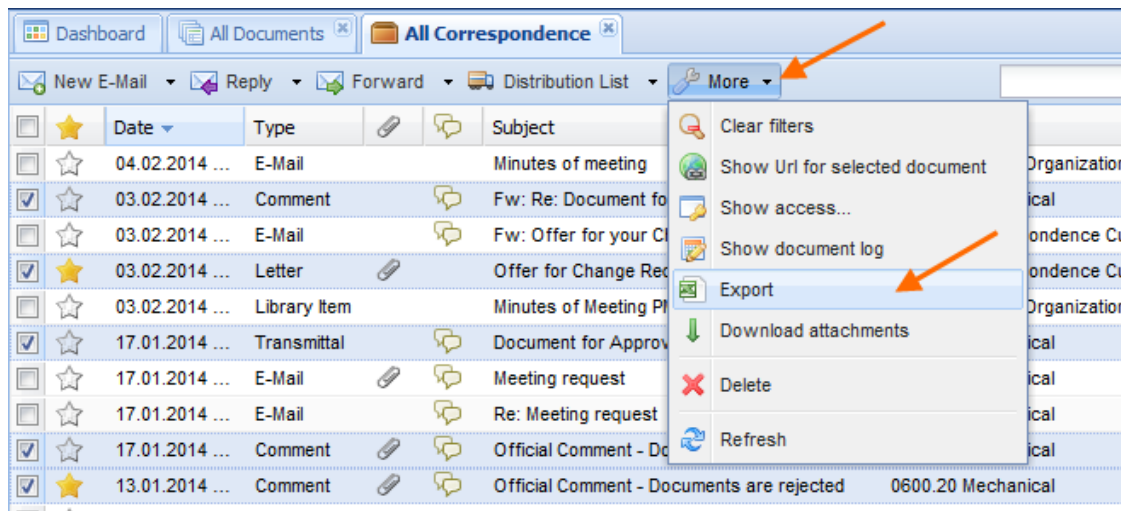 Dashboard All Documents All Correspondence
New E-Mail Reply Forward Distribution List More
Date Type Subject
Clear filters
04.02.2014 ... E-Mail Minutes of meeting Organization
Show Url for selected document
03.02.2014 ... Comment Fw: Re: Document fo ical
Show access...
03.02.2014 ... E-Mail Fw: Offer for your Ch ondence Cu
Show document log
03.02.2014 ... Letter Offer for Change Rec ondence Cu
Export
03.02.2014 ... Library Item Minutes of Meeting PM Organization
Download attachments
17.01.2014 ... Transmittal Document for Approv ical
17.01.2014 ... E-Mail Meeting request ical
Delete
17.01.2014 ... E-Mail Re: Meeting request ical
Refresh
17.01.2014 ... Comment Official Comment - Do ical
13.01.2014 ... Comment Official Comment - Documents are rejected 0600.20 Mechanical